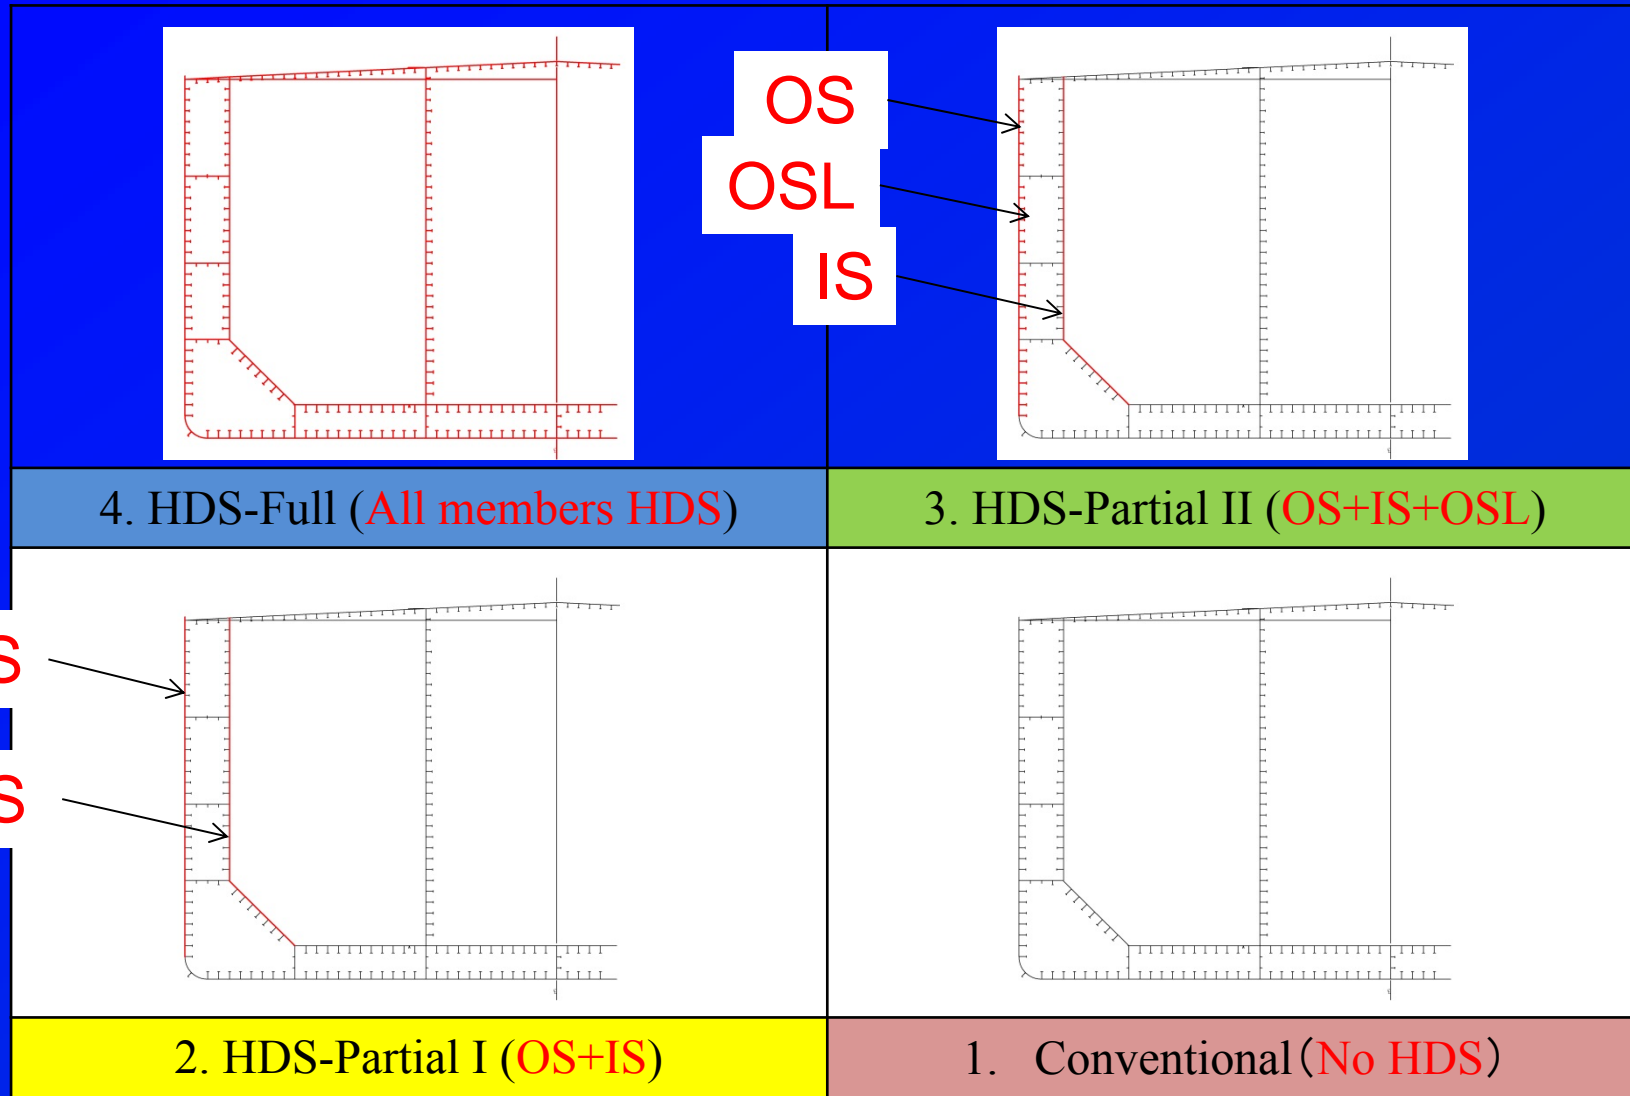 OS
OSL
IS
4. HDS-Full (All members HDS)
3. HDS-Partial II (OS+IS+OSL)
S
S
2. HDS-Partial I (OS+IS)
1. Conventional（No HDS）